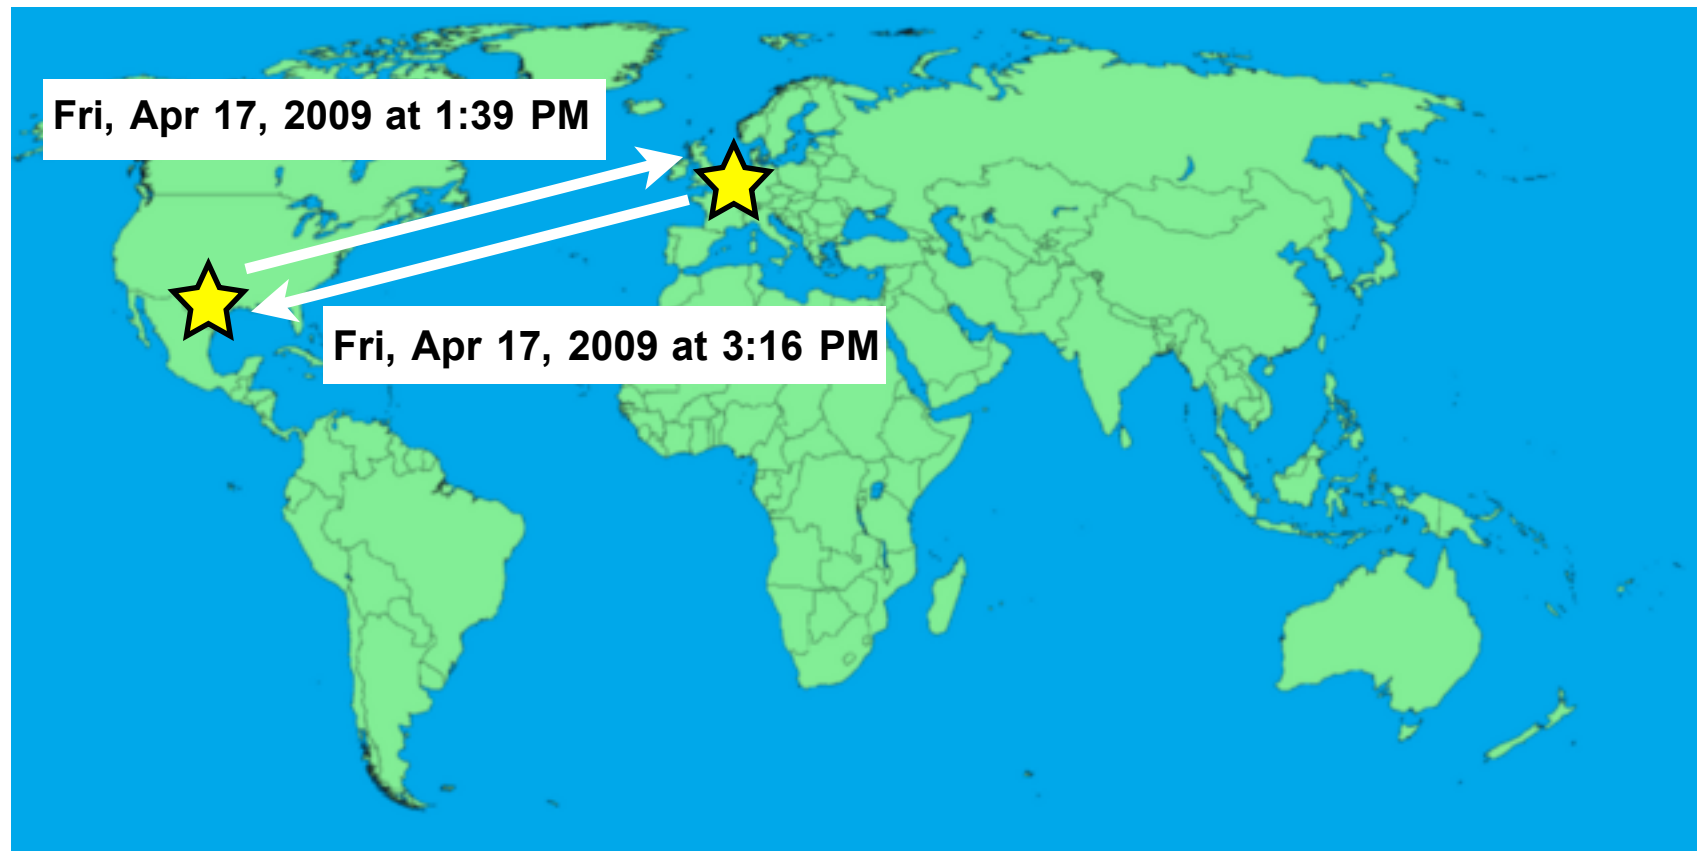 Fri, Apr 17, 2009 at 1:39 PM
Fri, Apr 17, 2009 at 3:16 PM